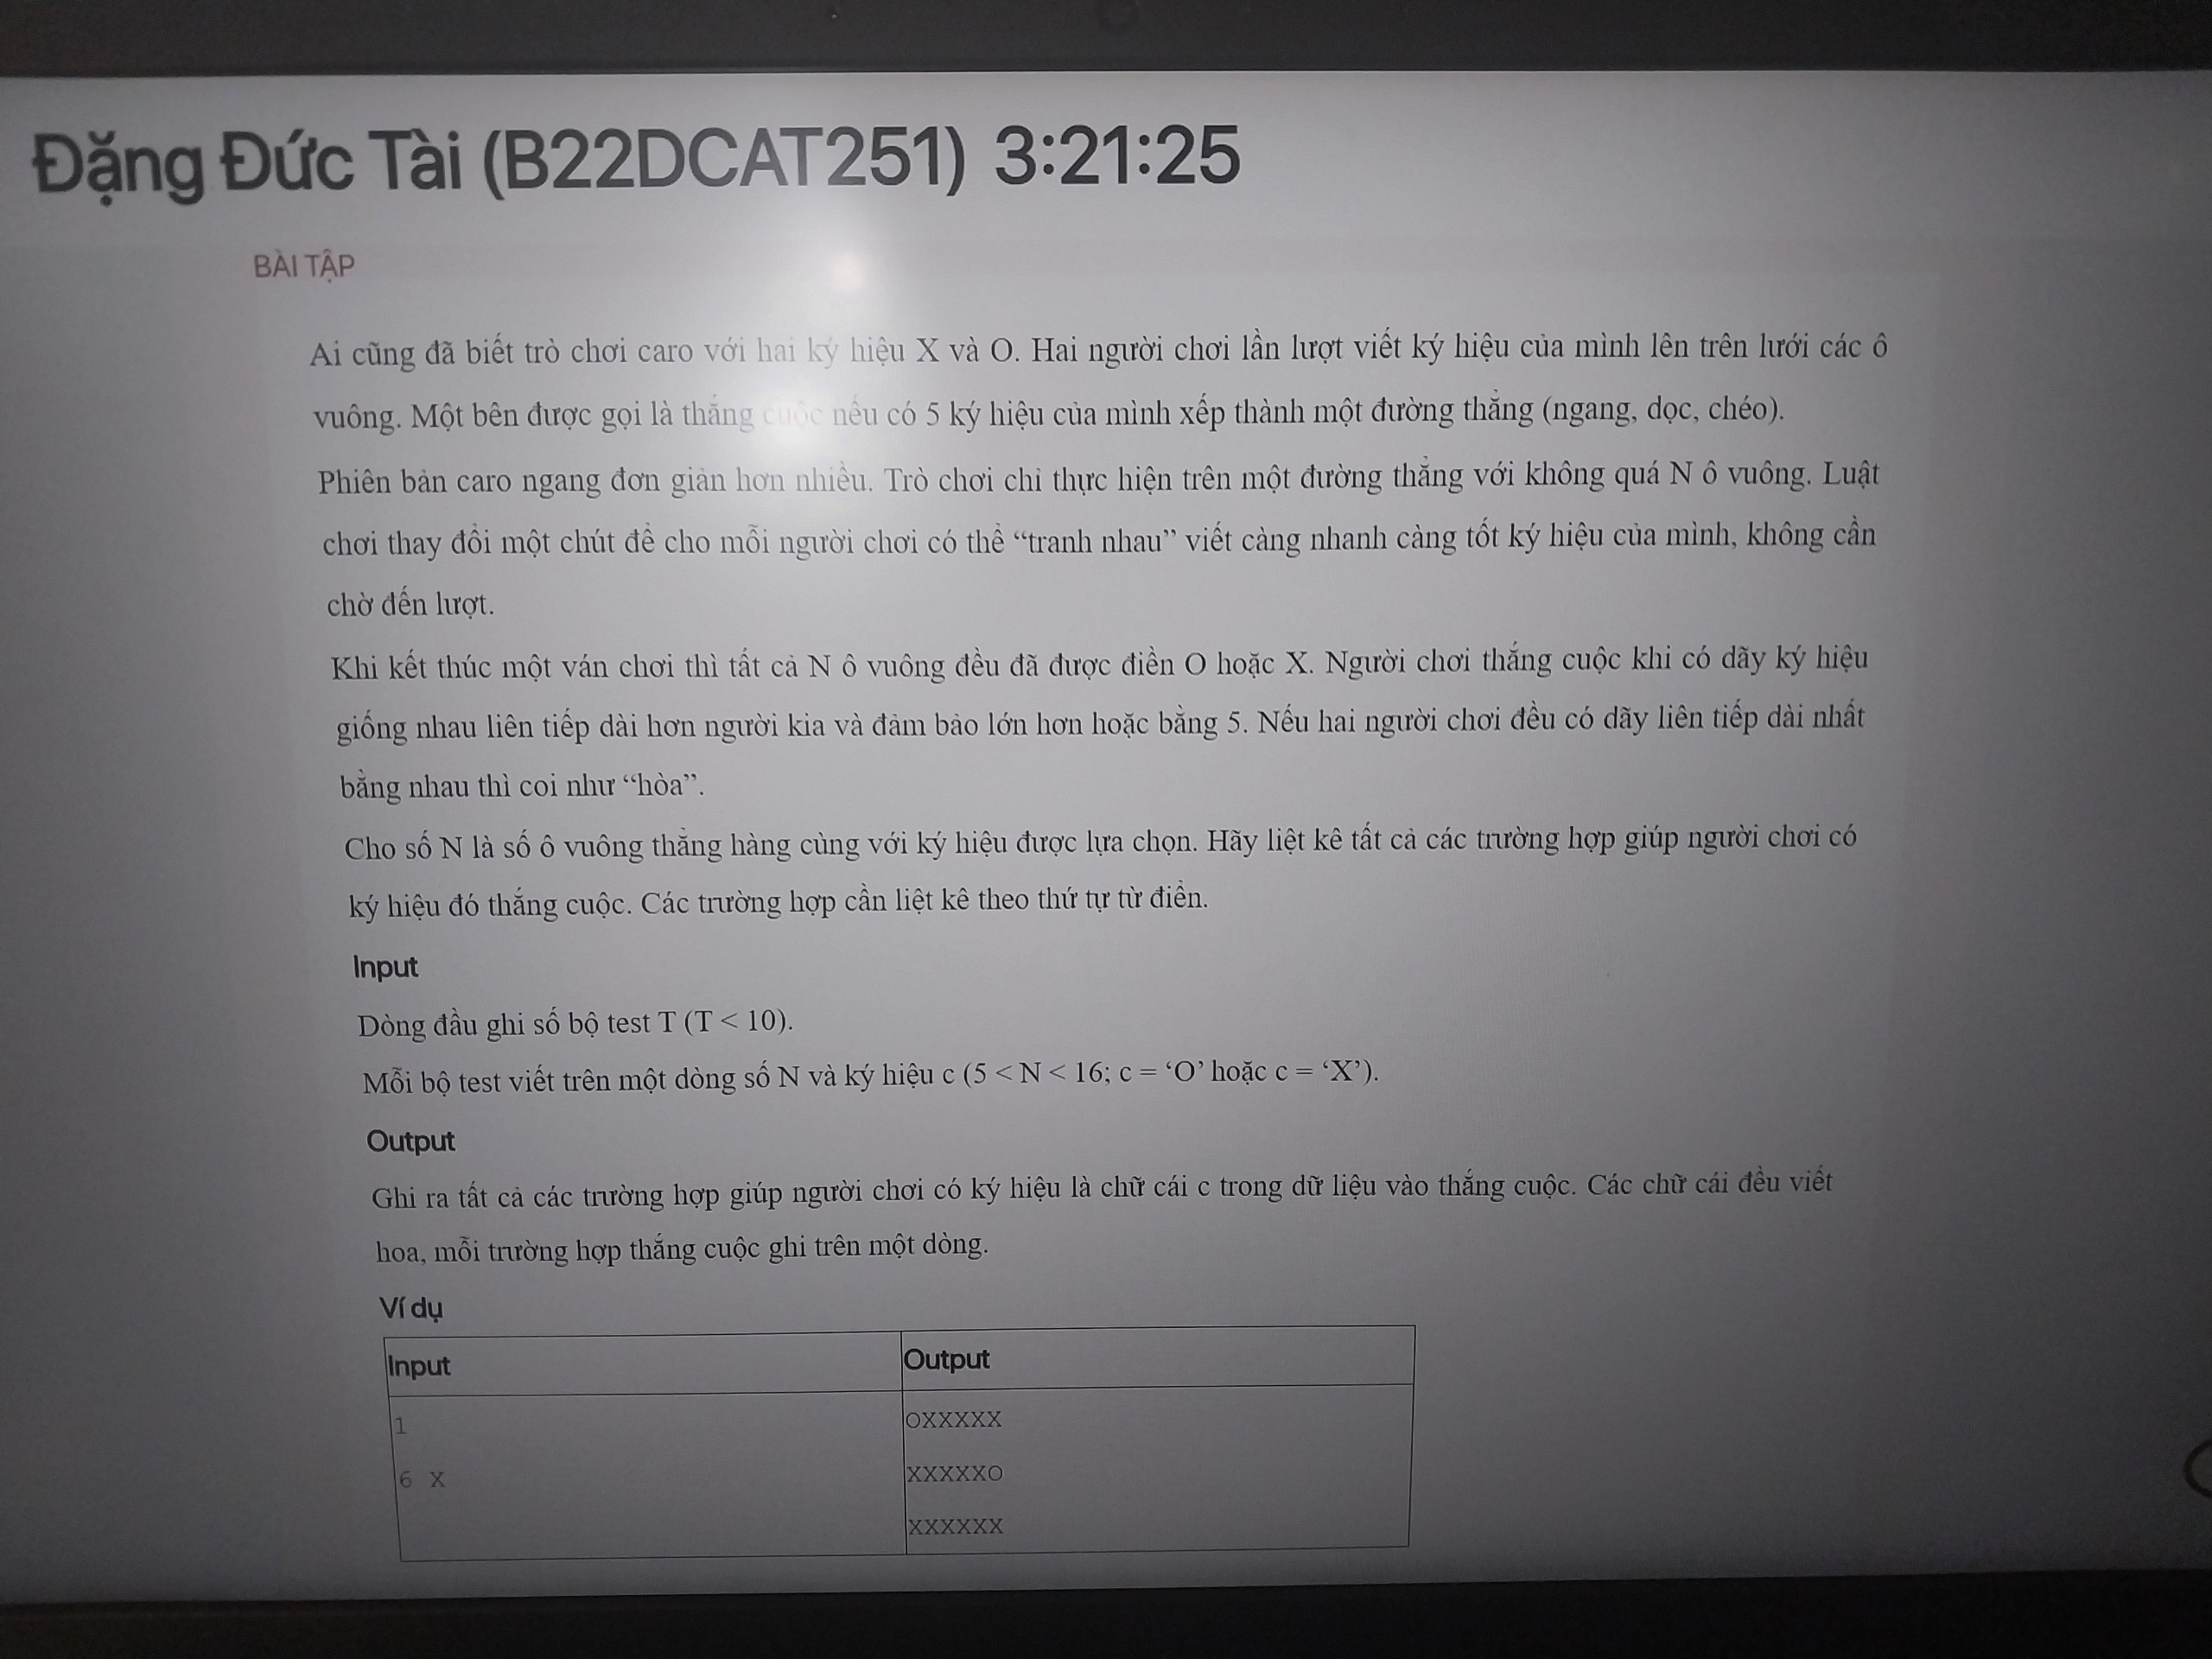 Đặng Đức Tài (B22DCAT251) 3:21:25
BÀI TẬP
Ai cũng đã biết trò chơi caro với hai ký hiệu X và O. Hai người chơi lần lượt viết ký hiệu của mình lên trên lưới các ô
vuông. Một bên được gọi là thắng cuộc nếu có 5 ký hiệu của mình xếp thành một đường thẳng (ngang, dọc, chéo).
Phiên bản caro ngang đơn giản hơn nhiều. Trò chơi chỉ thực hiện trên một đường thẳng với không quá N ô vuông. Luật
chơi thay đổi một chút để cho mỗi người chơi có thể “tranh nhau” viết càng nhanh càng tốt ký hiệu của mình, không cần
chờ đến lượt.
Khi kết thúc một ván chơi thì tất cả N ô vuông đều đã được điền O hoặc X. Người chơi thắng cuộc khi có dãy ký hiệu
giống nhau liên tiếp dài hơn người kia và đảm bảo lớn hơn hoặc bằng 5. Nếu hai người chơi đều có dãy liên tiếp dài nhất
bằng nhau thì coi như “hòa”.
Cho số N là số ô vuông thẳng hàng cùng với ký hiệu được lựa chọn. Hãy liệt kê tất cả các trường hợp giúp người chơi có
ký hiệu đó thắng cuộc. Các trường hợp cần liệt kê theo thứ tự từ điển.
Input
Dòng đầu ghi số bộ test T (T < 10).
Mỗi bộ test viết trên một dòng số N và ký hiệu c (5 < N < 16; c = ‘O’ hoặc c = ‘X’).
Output
Ghi ra tất cả các trường hợp giúp người chơi có ký hiệu là chữ cái c trong dữ liệu vào thắng cuộc. Các chữ cái đều viết
hoa, mỗi trường hợp thắng cuộc ghi trên một dòng.
Ví dụ
Input Output
1 OXXXXX
6 X XXXXXO
XXXXXX